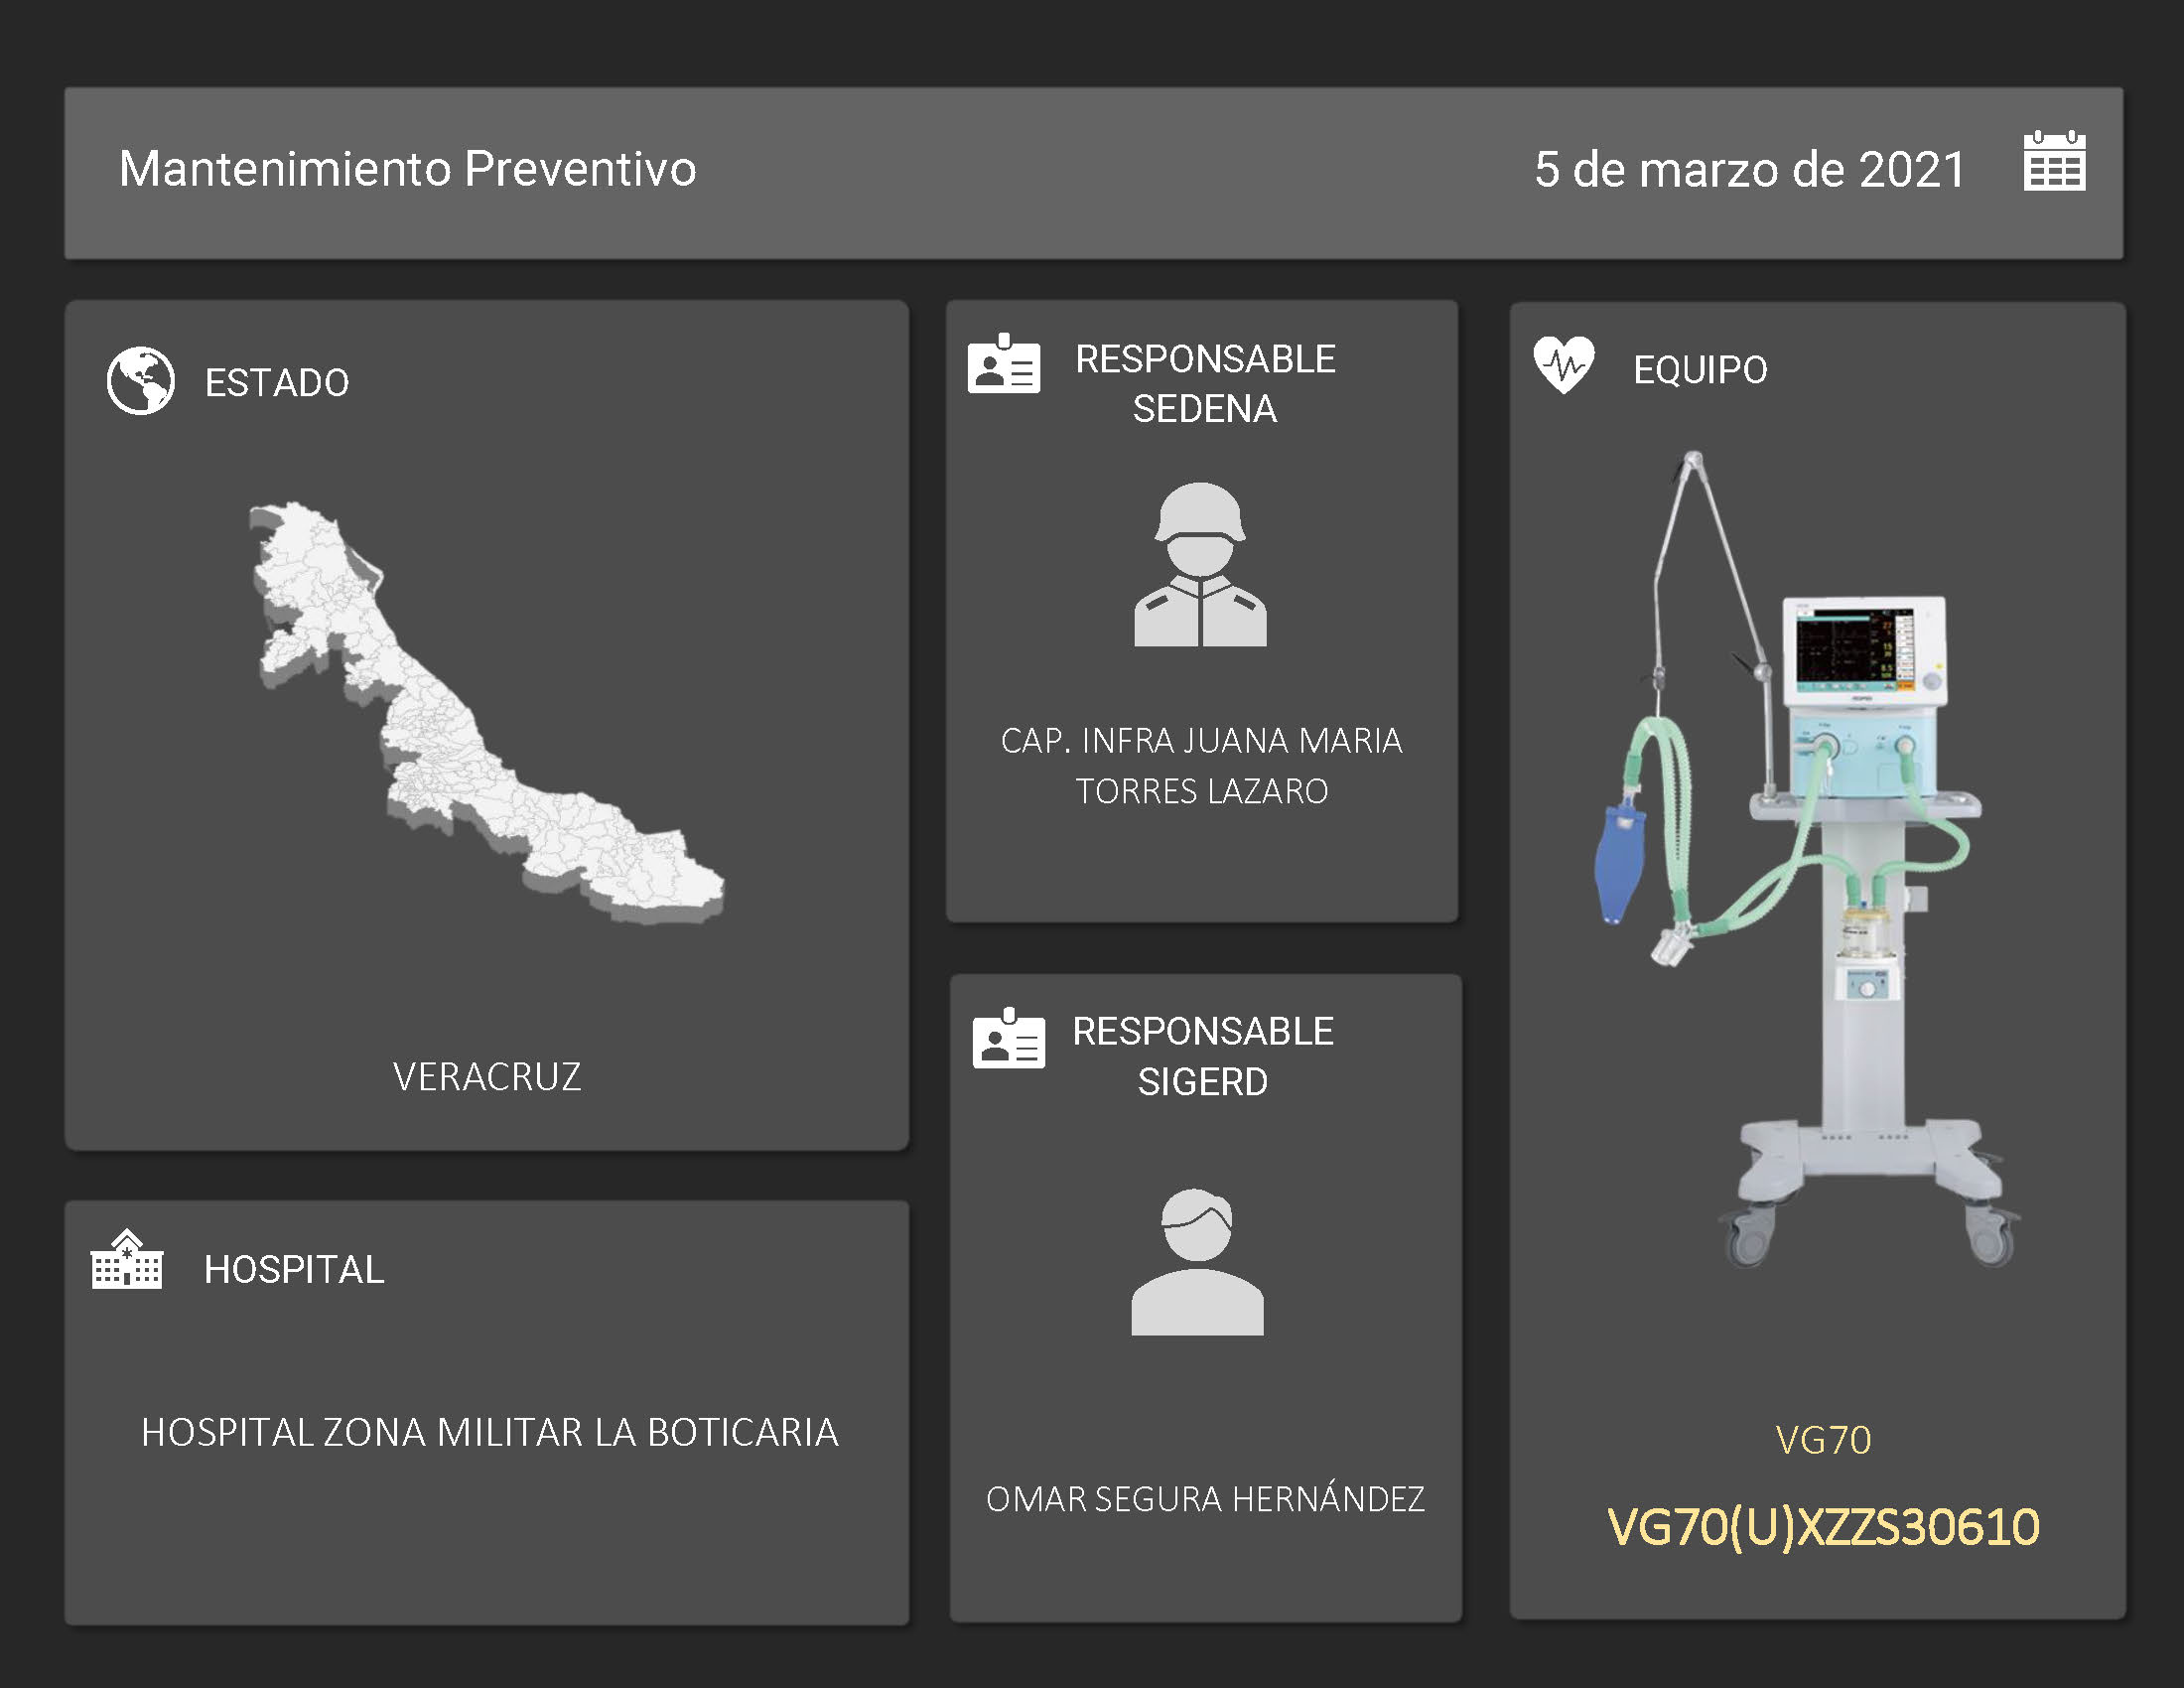 Mantenimiento Preventivo
5 de marzo de 2021
ESTADO
VERACRUZ
HOSPITAL
HOSPITAL ZONA MILITAR LA BOTICARIA
RESPONSABLE
SEDENA
CAP. INFRA JUANA MARIA
TORRES LAZARO
RESPONSABLE
SIGERD
OMAR SEGURA HERNÁNDEZ
EQUIPO
VG70
VG70(U)XZZS30610